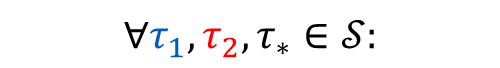 ∀τ₁, τ₂, τ∗ ∈ 𝒮: